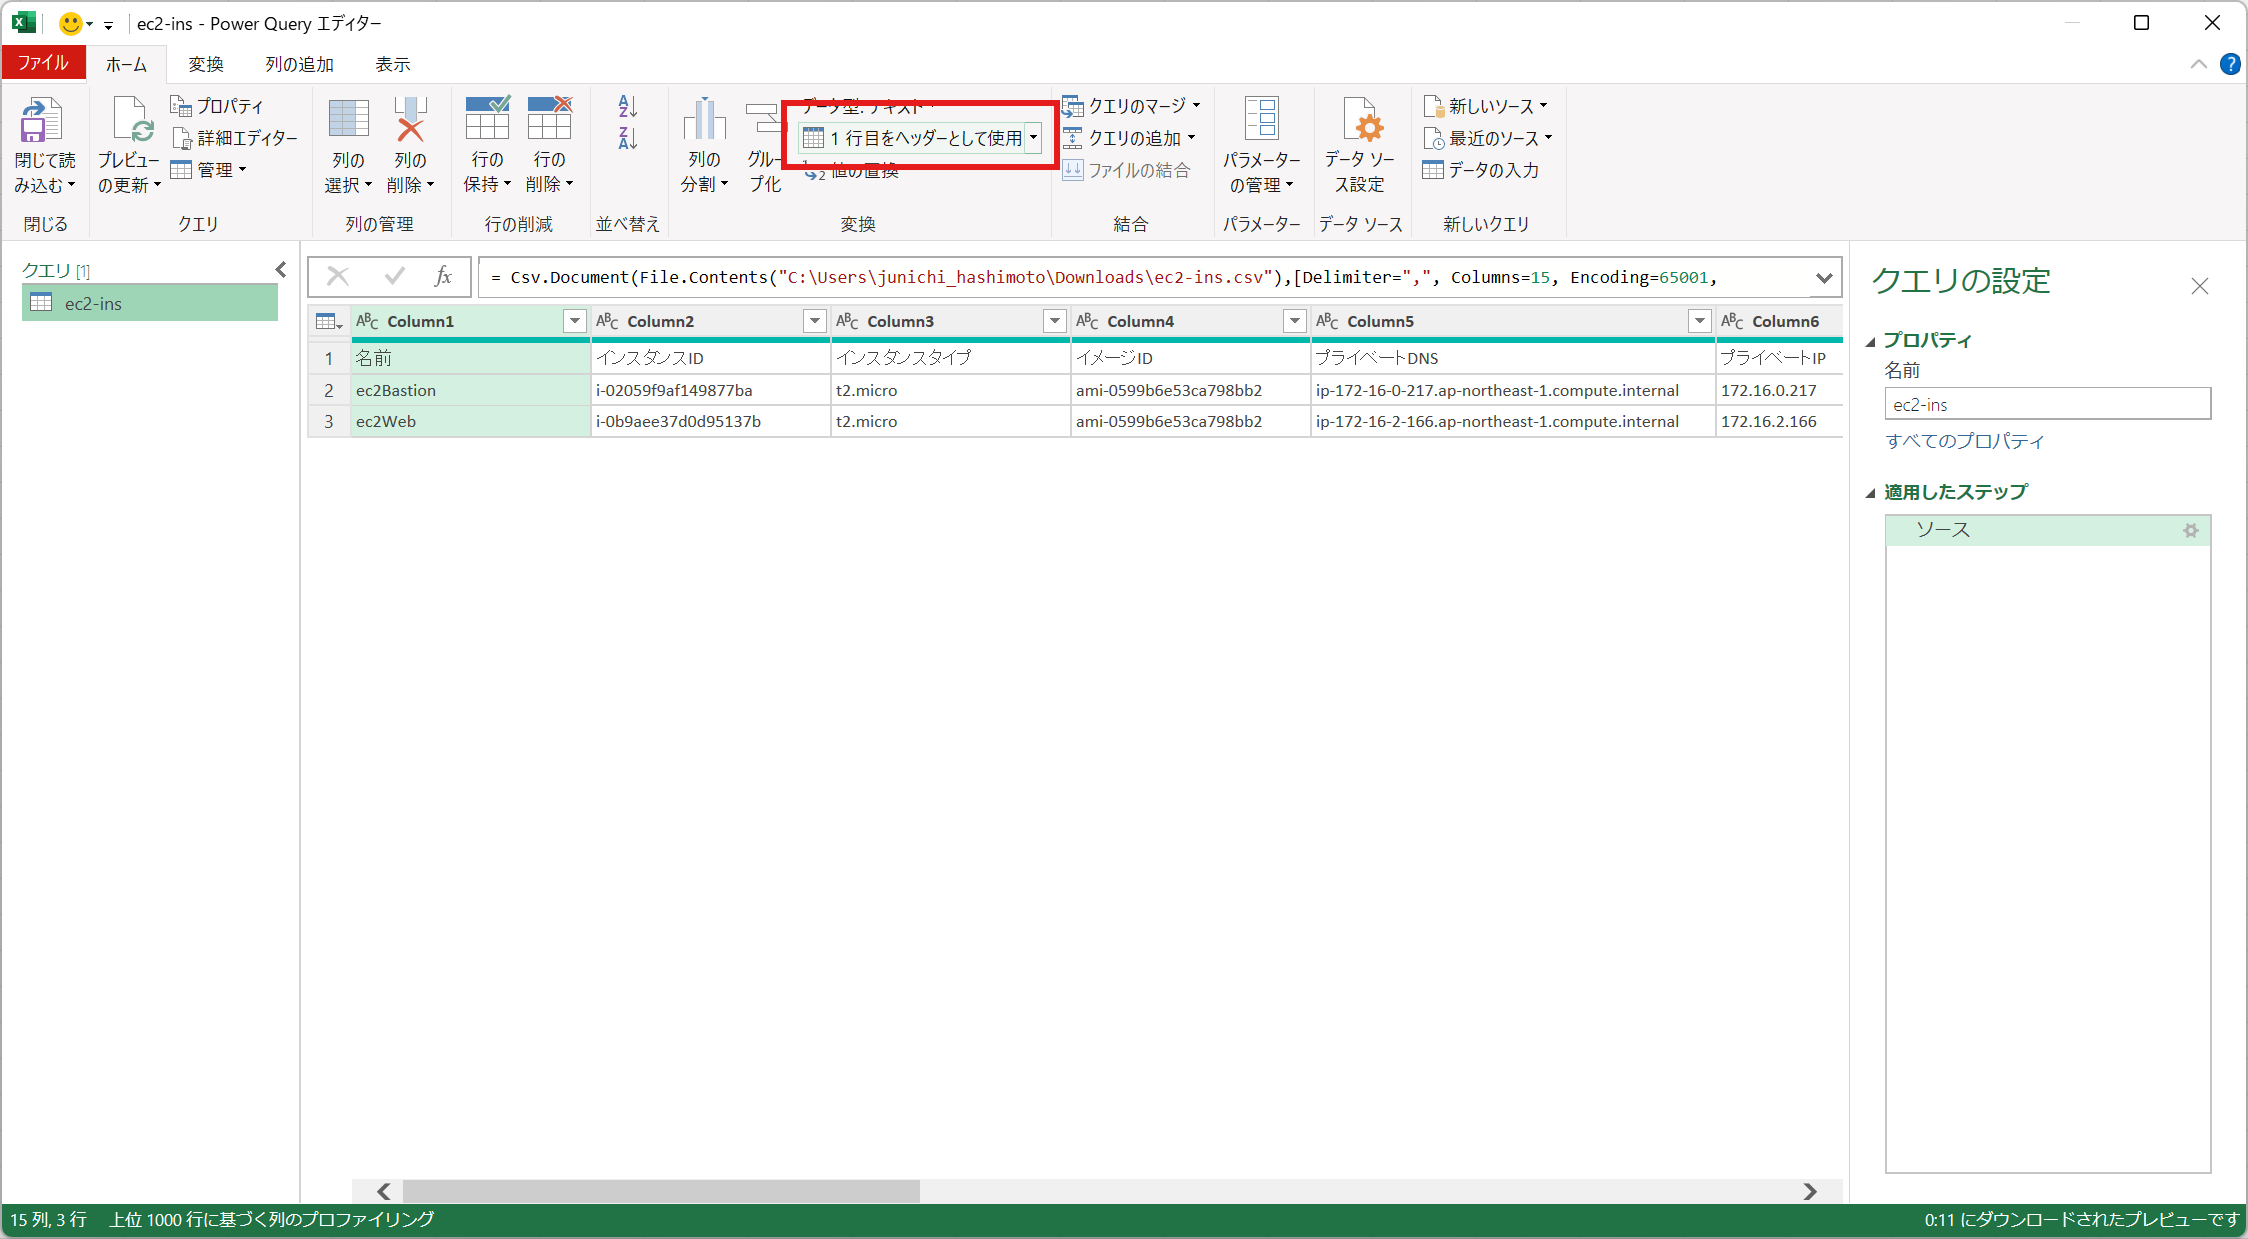 ec2-ins - Power Query エディター
ファイル ホーム 変換 列の追加 表示
閉じて読み込む
閉じる
プレビューの更新
プロパティ
詳細エディター
管理
クエリ
列の選択
列の削除
列の管理
行の保持
行の削除
行の削減
並べ替え
列の分割
グループ化
データ型: テキスト
1 行目をヘッダーとして使用
値の置換
変換
クエリのマージ
クエリの追加
ファイルの結合
結合
パラメーターの管理
パラメーター
データ ソース設定
データ ソース
新しいソース
最近のソース
データの入力
新しいクエリ
クエリ [1]
ec2-ins
fx = Csv.Document(File.Contents("C:\Users\junichi_hashimoto\Downloads\ec2-ins.csv"),[Delimiter=",", Columns=15, Encoding=65001,
ABC Column1 ABC Column2 ABC Column3 ABC Column4 ABC Column5 ABC Column6
1 名前 インスタンスID インスタンスタイプ イメージID プライベートDNS プライベートIP
2 ec2Bastion i-02059f9af149877ba t2.micro ami-0599b6e53ca798bb2 ip-172-16-0-217.ap-northeast-1.compute.internal 172.16.0.217
3 ec2Web i-0b9aee37d0d95137b t2.micro ami-0599b6e53ca798bb2 ip-172-16-2-166.ap-northeast-1.compute.internal 172.16.2.166
クエリの設定
プロパティ
名前
ec2-ins
すべてのプロパティ
適用したステップ
ソース
15 列、3 行 上位 1000 行に基づく列のプロファイリング
0:11 にダウンロードされたプレビューです